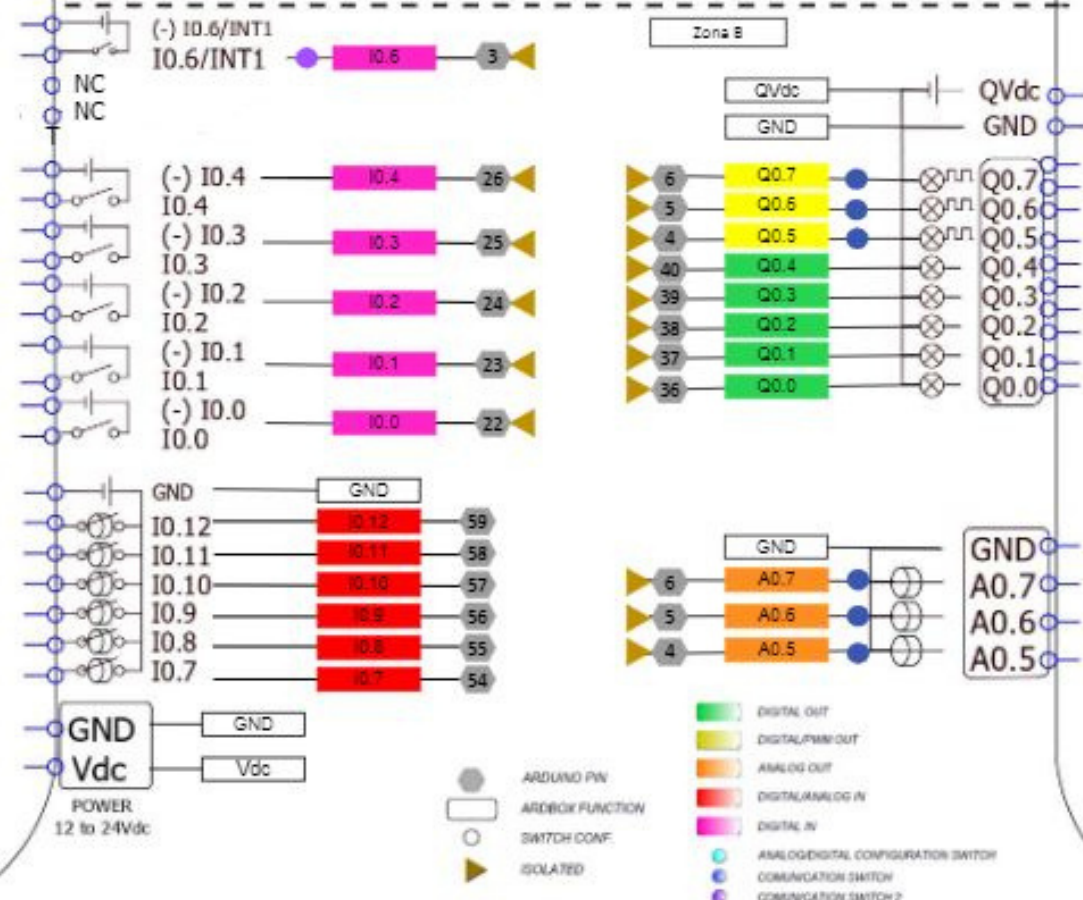 (-) I0.6/INT1
I0.6/INT1 I0.6 3
NC
NC
(-) I0.4 I0.4 26
I0.4
(-) I0.3 I0.3 25
I0.3
(-) I0.2 I0.2 24
I0.2
(-) I0.1 I0.1 23
I0.1
(-) I0.0 I0.0 22
I0.0
GND GND
I0.12 I0.12 59
I0.11 I0.11 58
I0.10 I0.10 57
I0.9 I0.9 56
I0.8 I0.8 55
I0.7 I0.7 54
GND GND
Vdc Vdc
POWER
12 to 24Vdc
Zona B
QVdc QVdc
GND GND
6 Q0.7 Q0.7
5 Q0.6 Q0.6
4 Q0.5 Q0.5
40 Q0.4 Q0.4
39 Q0.3 Q0.3
38 Q0.2 Q0.2
37 Q0.1 Q0.1
36 Q0.0 Q0.0
GND GND
6 A0.7 A0.7
5 A0.6 A0.6
4 A0.5 A0.5
ARDUINO PIN
ARDBOX FUNCTION
SWITCH CONF.
ISOLATED
DIGITAL OUT
DIGITAL/PWM OUT
ANALOG OUT
DIGITAL/ANALOG IN
DIGITAL IN
ANALOG/DIGITAL CONFIGURATION SWITCH
COMUNICATION SWITCH
COMUNICATION SWITCH 2